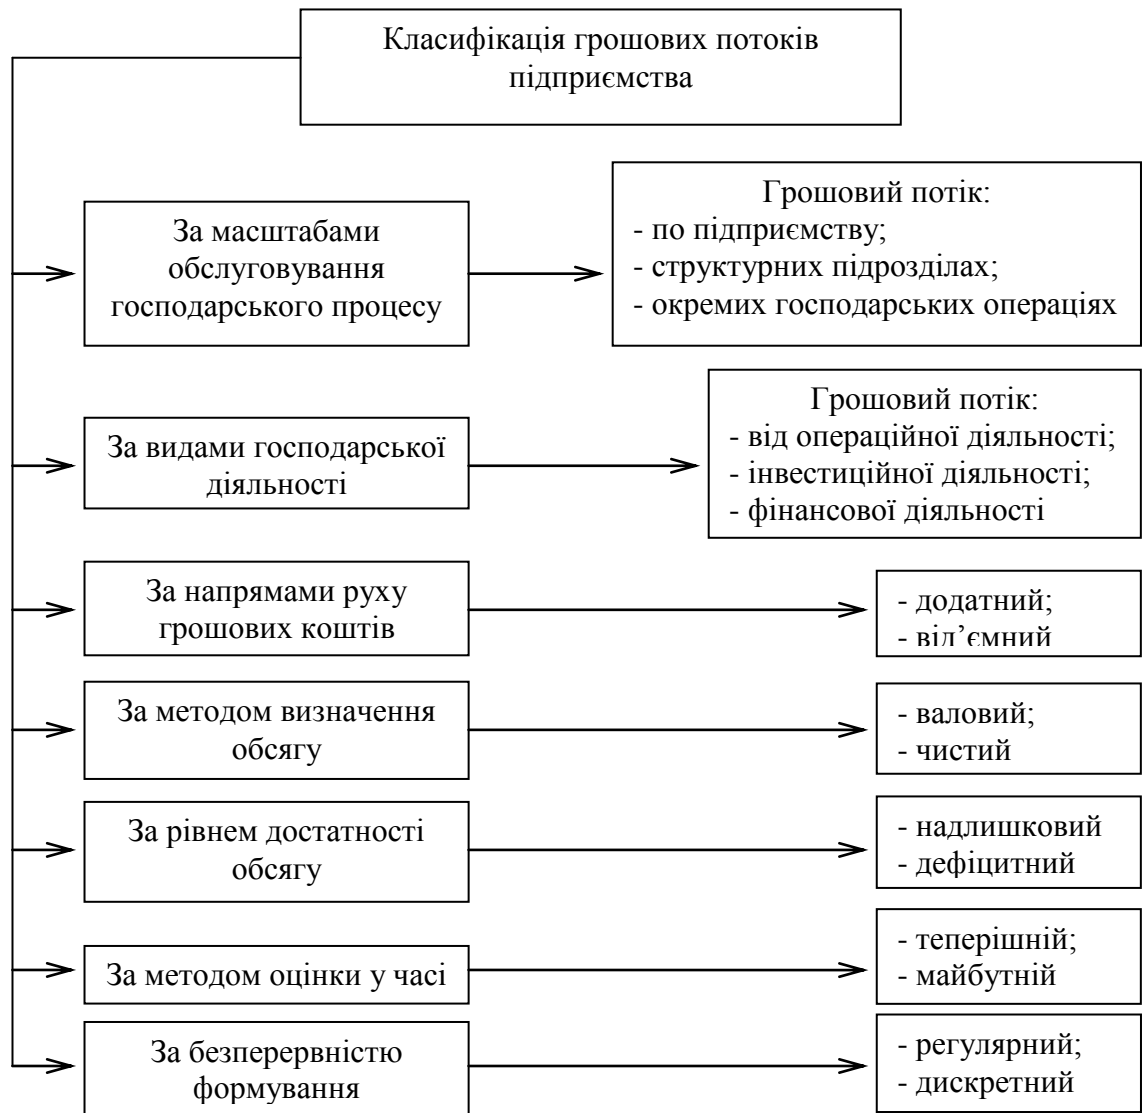 Класифікація грошових потоків
підприємства
За масштабами
обслуговування
господарського процесу
Грошовий потік:
- по підприємству;
- структурних підрозділах;
- окремих господарських операціях
За видами господарської
діяльності
Грошовий потік:
- від операційної діяльності;
- інвестиційної діяльності;
- фінансової діяльності
За напрямами руху
грошових коштів
- додатний;
- від’ємний
За методом визначення
обсягу
- валовий;
- чистий
За рівнем достатності
обсягу
- надлишковий
- дефіцитний
За методом оцінки у часі
- теперішній;
- майбутній
За безперервністю
формування
- регулярний;
- дискретний